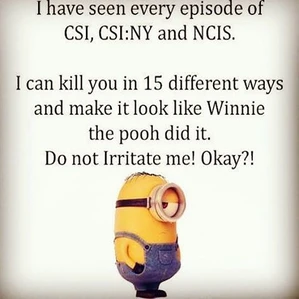 I have seen every episode of
CSI, CSI:NY and NCIS.
I can kill you in 15 different ways
and make it look like Winnie
the pooh did it.
Do not Irritate me! Okay?!